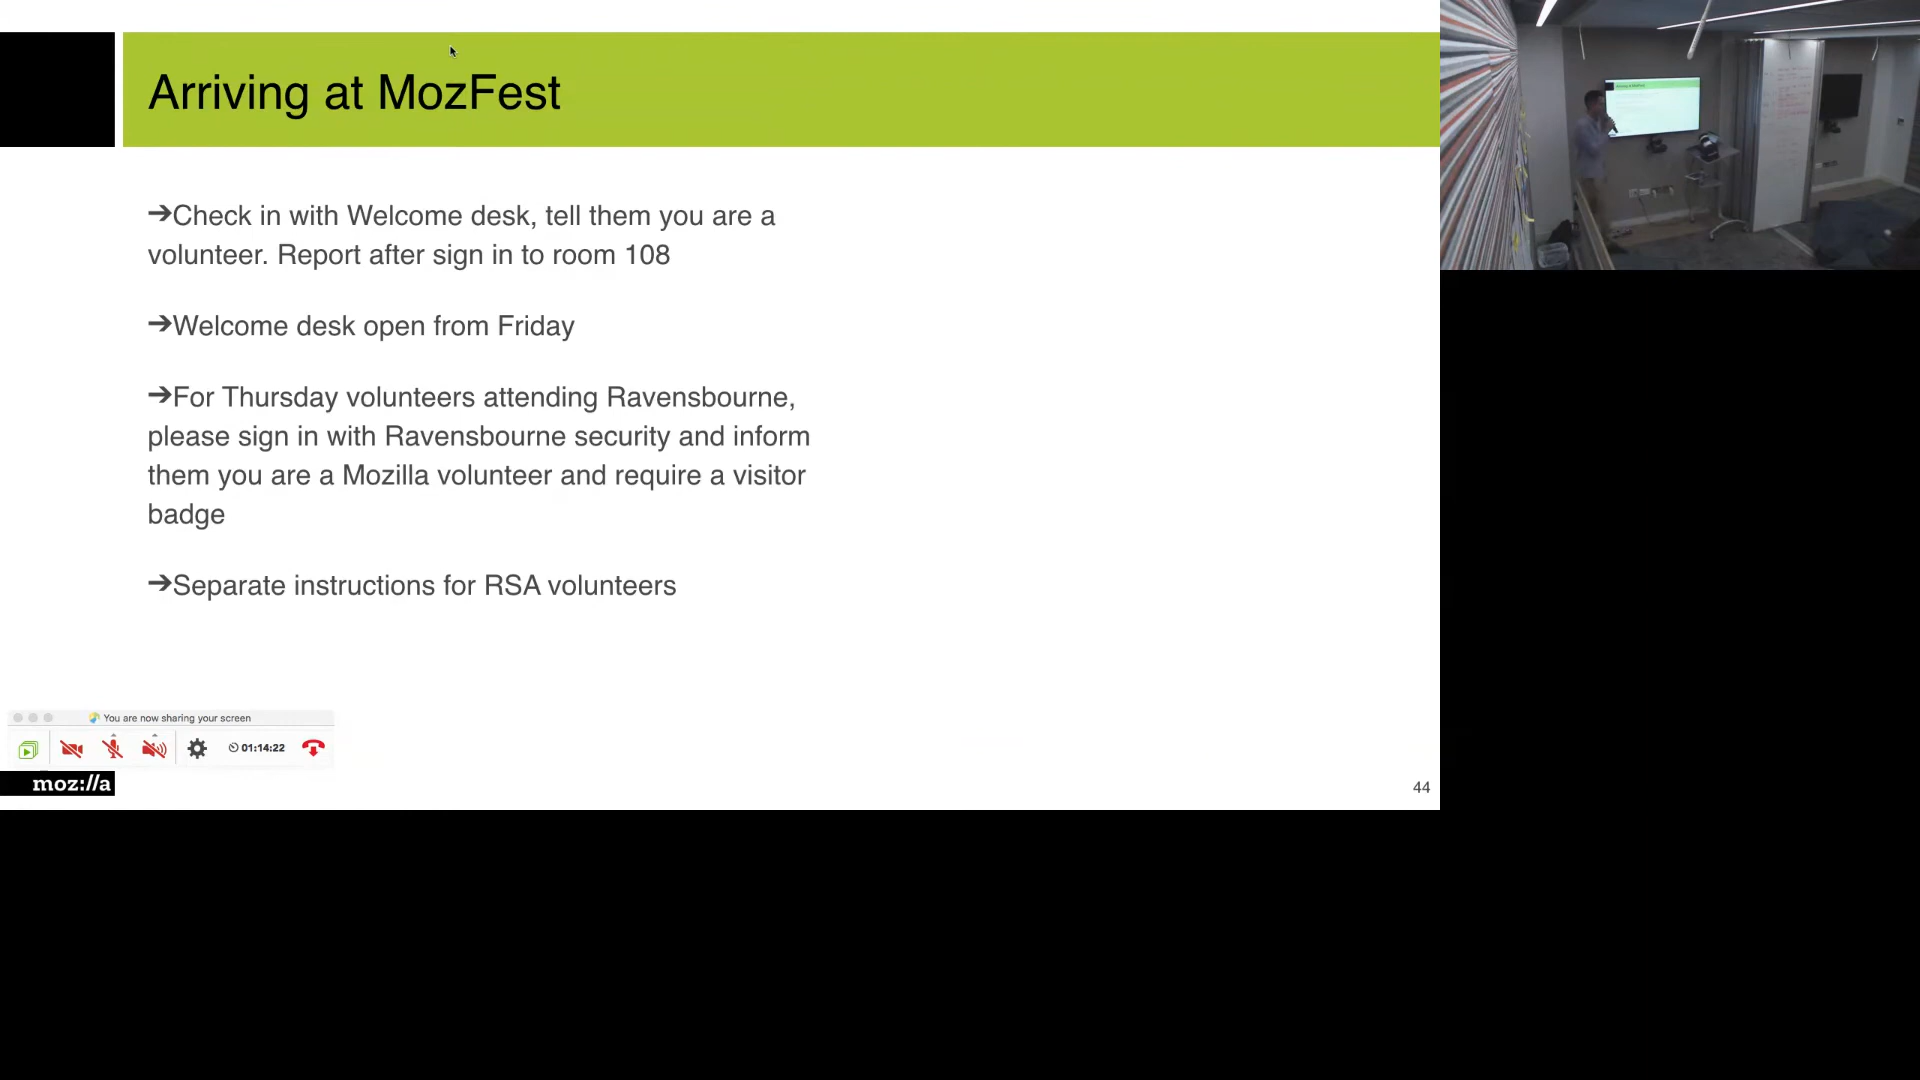 Arriving at MozFest
➔Check in with Welcome desk, tell them you are a
volunteer. Report after sign in to room 108
➔Welcome desk open from Friday
➔For Thursday volunteers attending Ravensbourne,
please sign in with Ravensbourne security and inform
them you are a Mozilla volunteer and require a visitor
badge
➔Separate instructions for RSA volunteers
You are now sharing your screen
01:14:22
moz://a
44
Arriving at MozFest